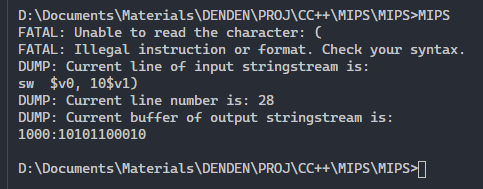 D:\Documents\Materials\DENDEN\PROJ\CC++\MIPS\MIPS>MIPS
FATAL: Unable to read the character: (
FATAL: Illegal instruction or format. Check your syntax.
DUMP: Current line of input stringstream is:
sw  $v0, 10$v1)
DUMP: Current line number is: 28
DUMP: Current buffer of output stringstream is:
1000:10101100010
D:\Documents\Materials\DENDEN\PROJ\CC++\MIPS\MIPS>